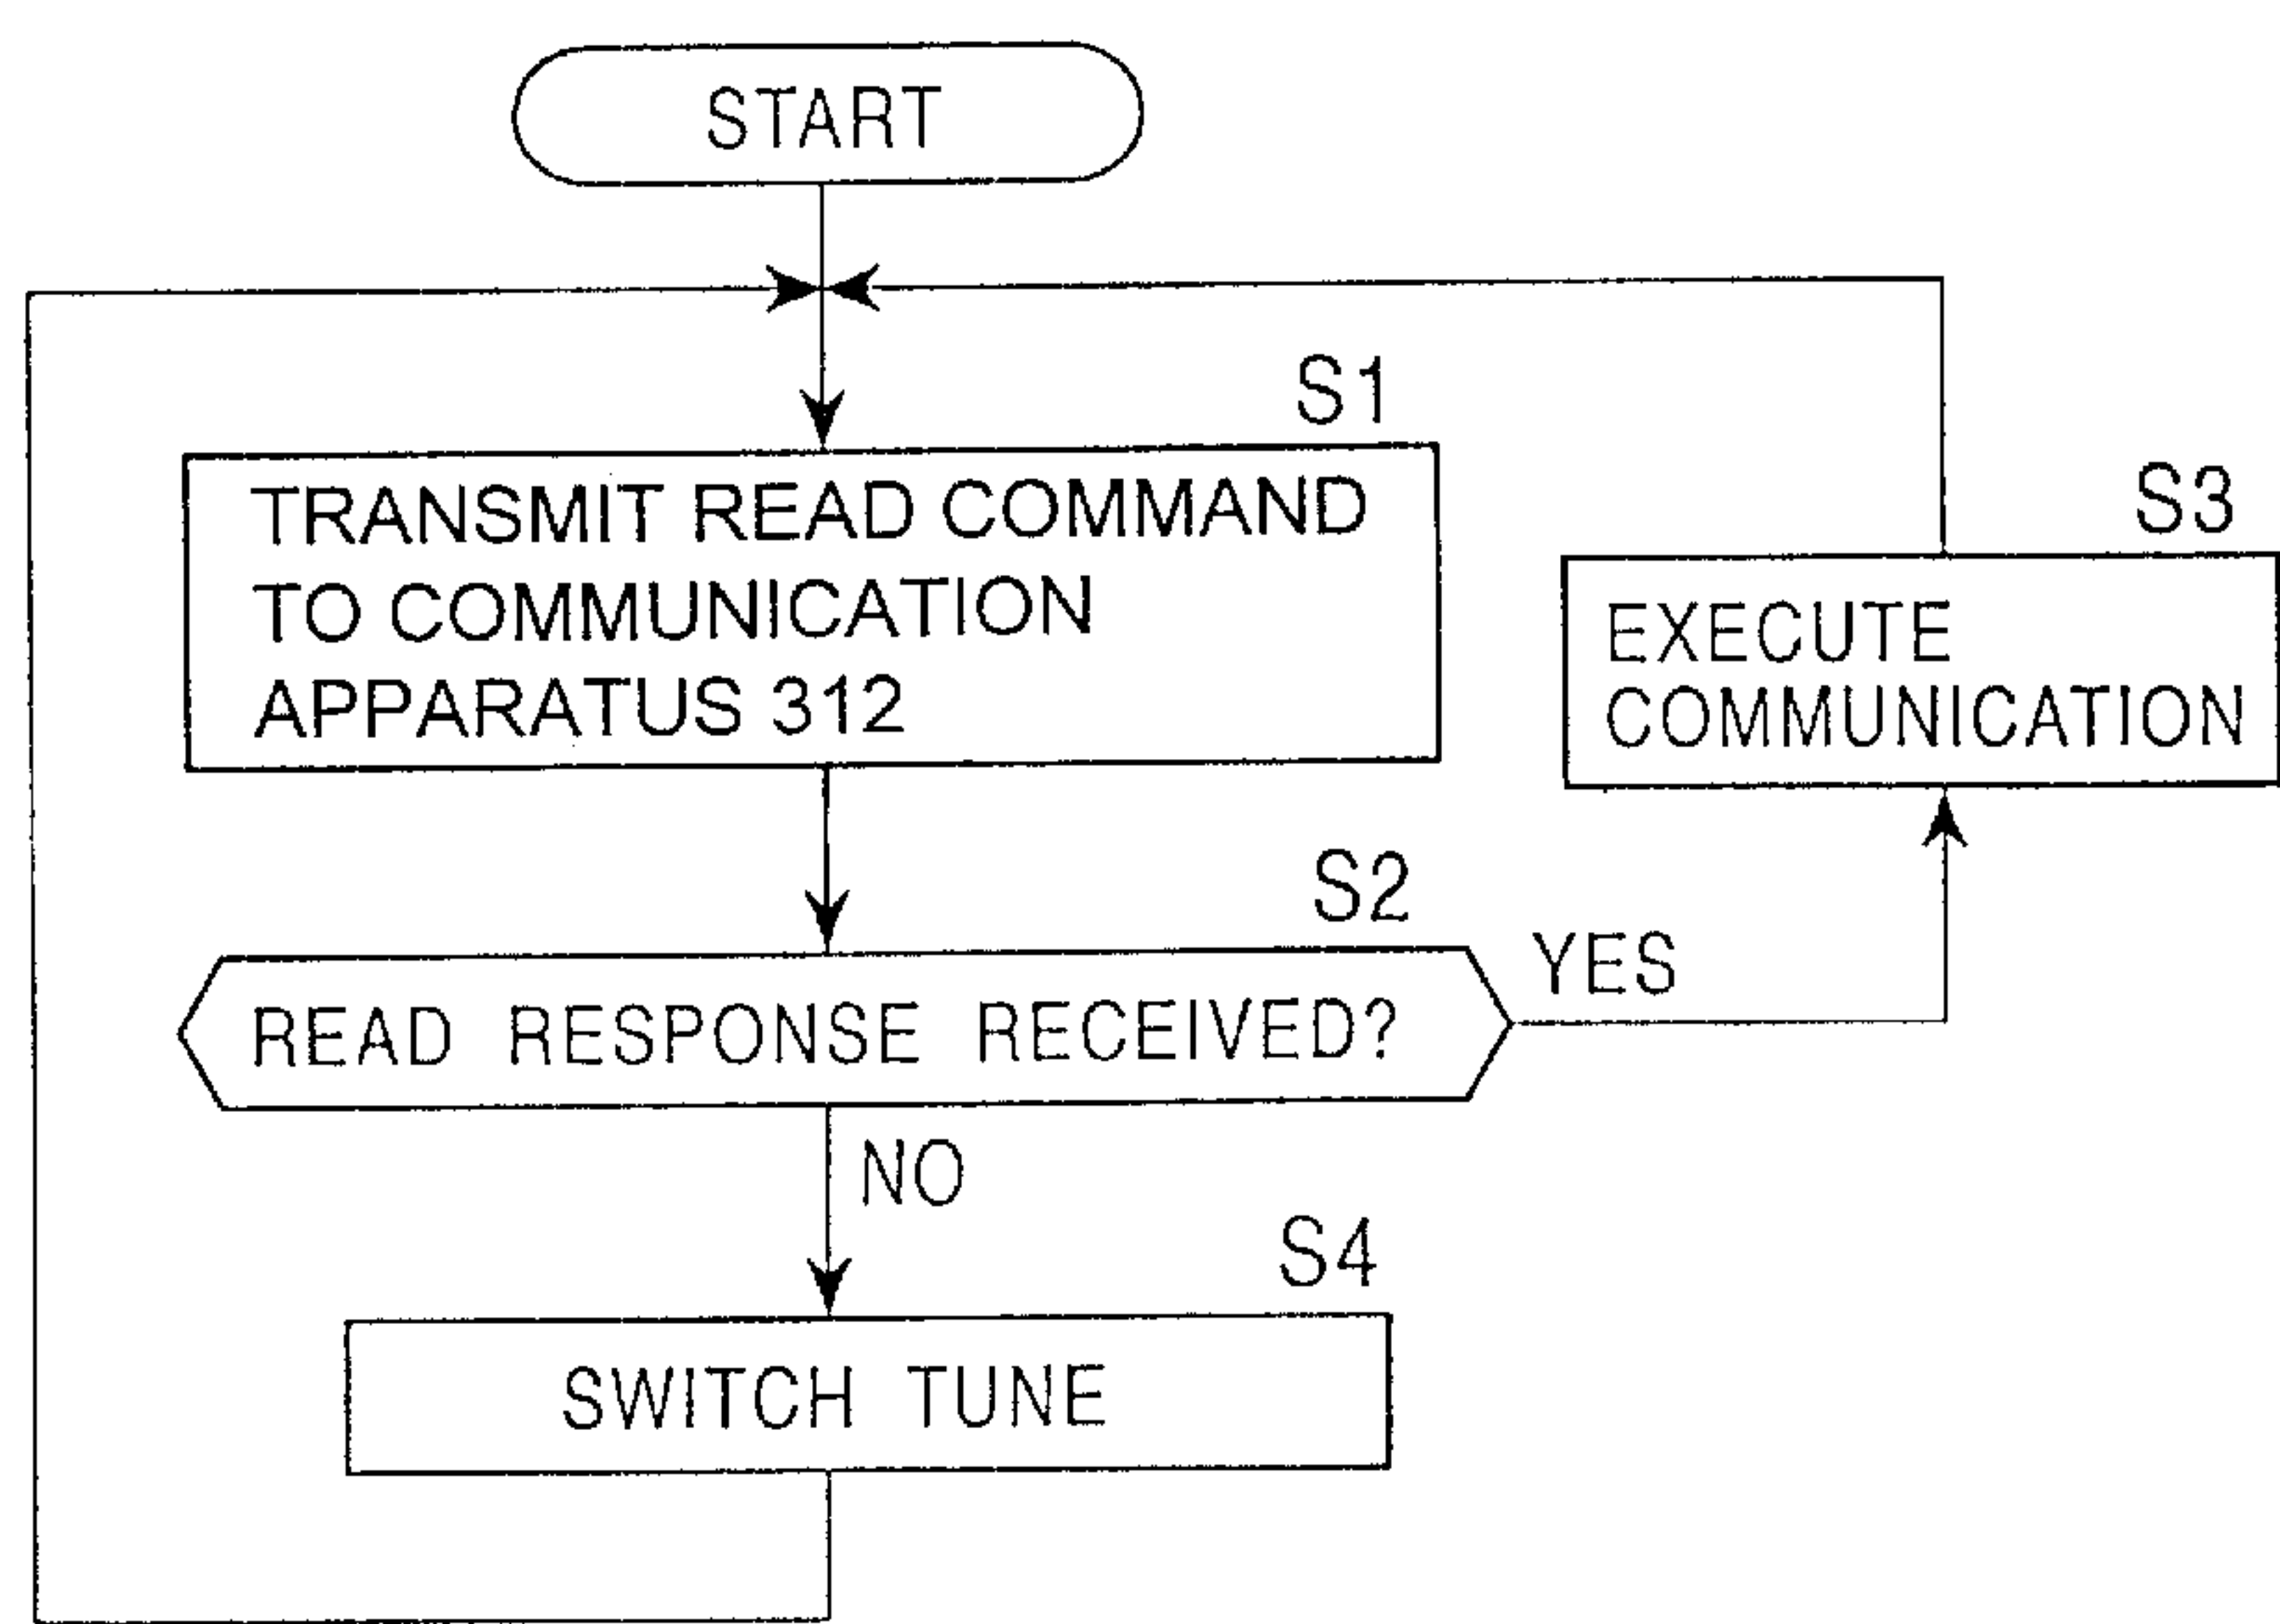 START
S1
TRANSMIT READ COMMAND
TO COMMUNICATION
APPARATUS 312
S3
EXECUTE
COMMUNICATION
S2
READ RESPONSE RECEIVED?
YES
NO
S4
SWITCH TUNE